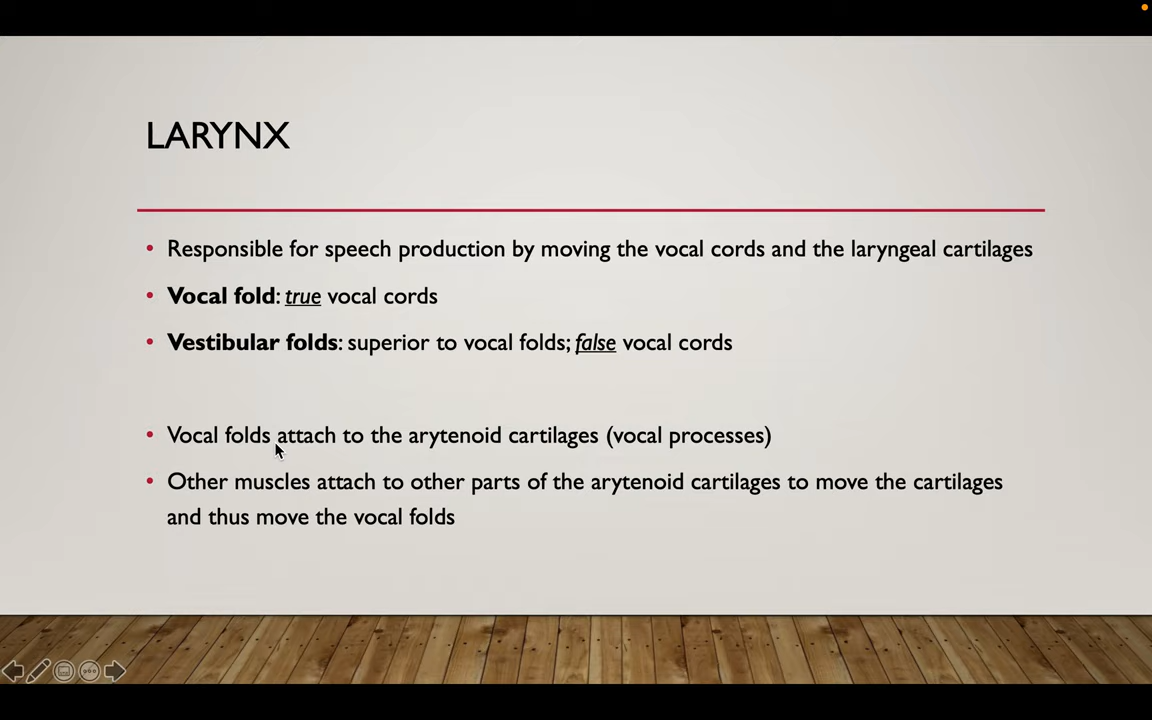 LARYNX
• Responsible for speech production by moving the vocal cords and the laryngeal cartilages
• Vocal fold: true vocal cords
• Vestibular folds: superior to vocal folds; false vocal cords
• Vocal folds attach to the arytenoid cartilages (vocal processes)
• Other muscles attach to other parts of the arytenoid cartilages to move the cartilages
and thus move the vocal folds